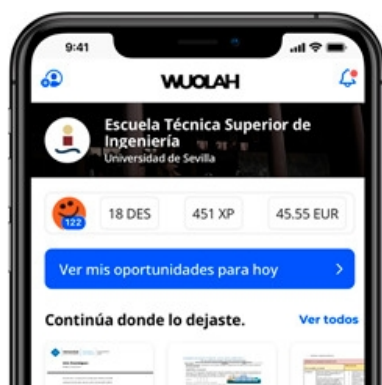 9:41
WUOLAH
Escuela Técnica Superior de
Ingeniería
Universidad de Sevilla
122
18 DES
451 XP
45.55 EUR
Ver mis oportunidades para hoy
Continúa donde lo dejaste.
Ver todos